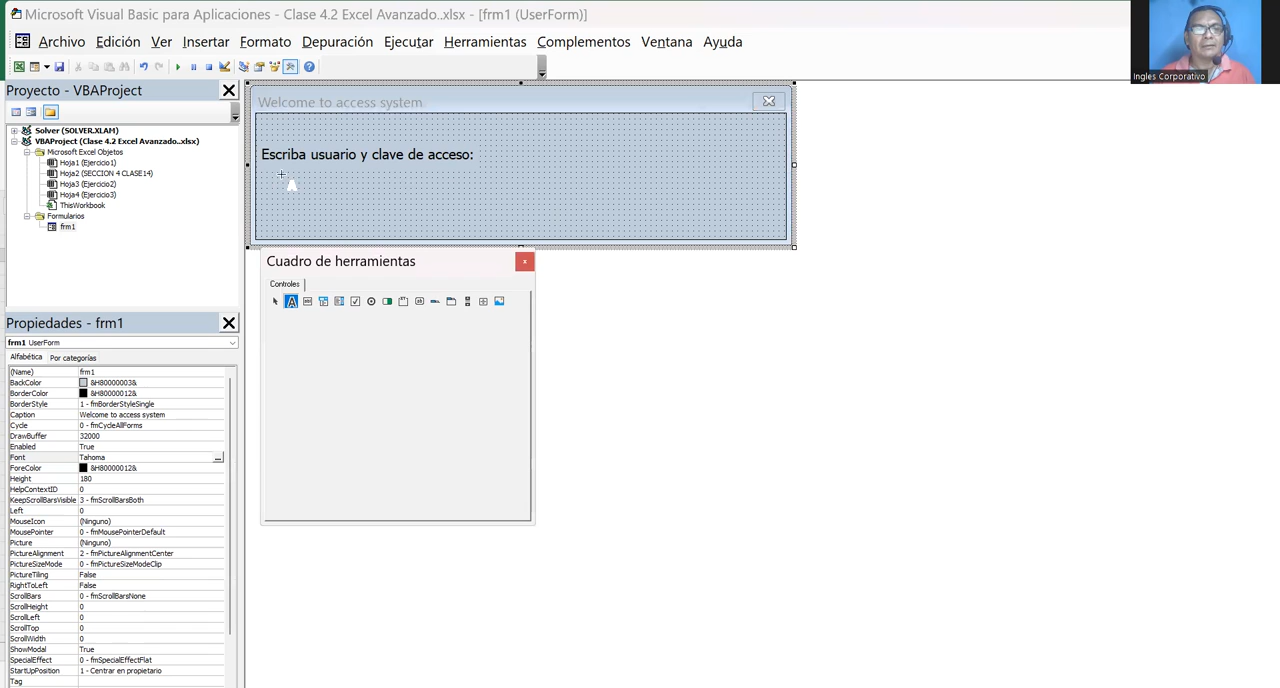 Microsoft Visual Basic para Aplicaciones - Clase 4.2 Excel Avanzado..xlsx - [frm1 (UserForm)]
Archivo Edición Ver Insertar Formato Depuración Ejecutar Herramientas Complementos Ventana Ayuda
Ingles Corporativo
Proyecto - VBAProject
Solver (SOLVER.XLAM)
VBAProject (Clase 4.2 Excel Avanzado..xlsx)
Microsoft Excel Objetos
Hoja1 (Ejercicio1)
Hoja2 (SECCION 4 CLASE14)
Hoja3 (Ejercicio2)
Hoja4 (Ejercicio3)
ThisWorkbook
Formularios
frm1
Welcome to access system
Escriba usuario y clave de acceso:
A
Cuadro de herramientas
Controles
A
Propiedades - frm1
frm1 UserForm
Alfabética Por categorías
(Name) frm1
BackColor &H80000003&
BorderColor &H80000012&
BorderStyle 1 - fmBorderStyleSingle
Caption Welcome to access system
Cycle 0 - fmCycleAllForms
DrawBuffer 32000
Enabled True
Font Tahoma ...
ForeColor &H80000012&
Height 180
HelpContextID 0
KeepScrollBarsVisible 3 - fmScrollBarsBoth
Left 0
MouseIcon (Ninguno)
MousePointer 0 - fmMousePointerDefault
Picture (Ninguno)
PictureAlignment 2 - fmPictureAlignmentCenter
PictureSizeMode 0 - fmPictureSizeModeClip
PictureTiling False
RightToLeft False
ScrollBars 0 - fmScrollBarsNone
ScrollHeight 0
ScrollLeft 0
ScrollTop 0
ScrollWidth 0
ShowModal True
SpecialEffect 0 - fmSpecialEffectFlat
StartUpPosition 1 - Centrar en propietario
Tag